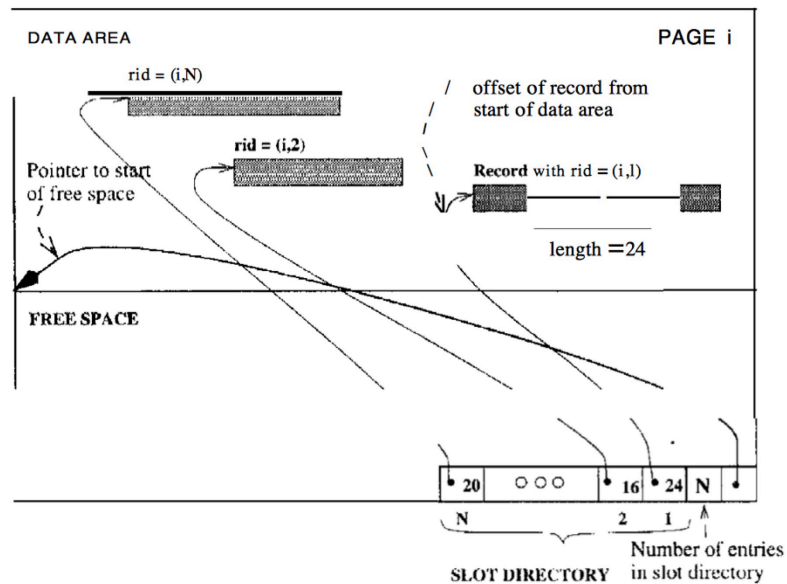 DATA AREA
PAGE i
rid = (i,N)
offset of record from
start of data area
rid = (i,2)
Pointer to start
of free space
Record with rid = (i,l)
length =24
FREE SPACE
20
16
24
N
N
2
1
Number of entries
in slot directory
SLOT DIRECTORY